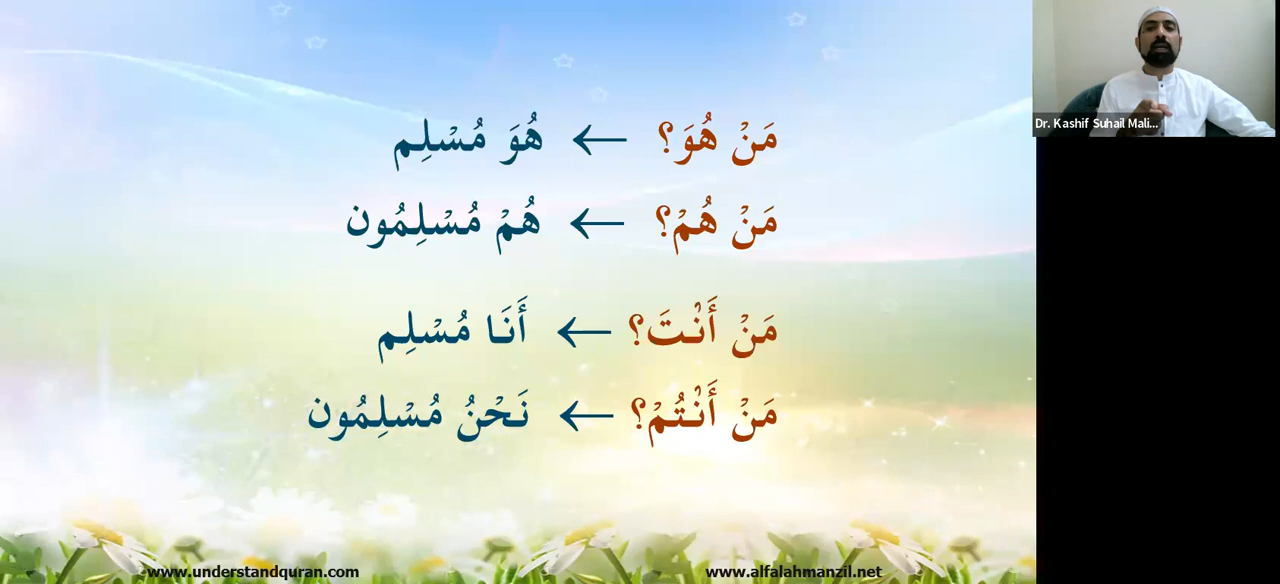 مَنْ هُوَ؟ ← هُوَ مُسْلِم
مَنْ هُمْ؟ ← هُمْ مُسْلِمُون
مَنْ أَنْتَ؟ ← أَنَا مُسْلِم
مَنْ أَنْتُمْ؟ ← نَحْنُ مُسْلِمُون
www.understandquran.com
www.alfalahmanzil.net
Dr. Kashif Suhail Mali...